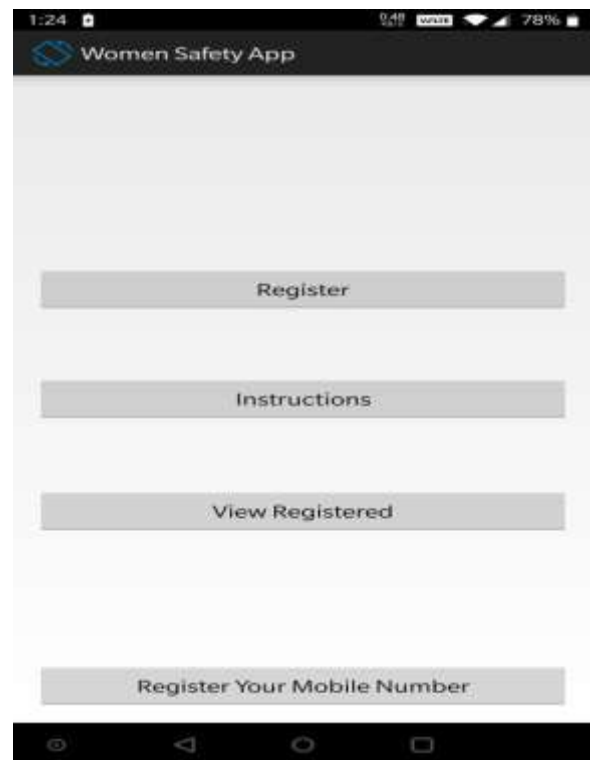 1:24 78%
Women Safety App
Register
Instructions
View Registered
Register Your Mobile Number